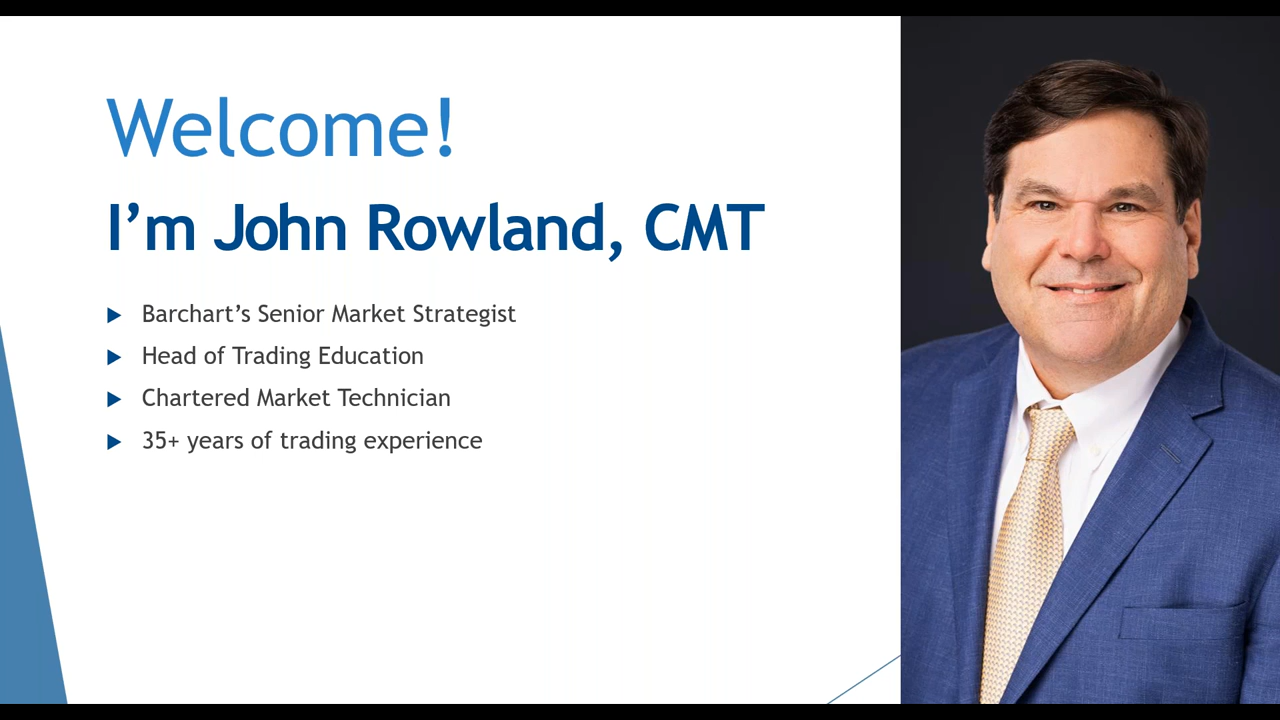 Welcome!
I’m John Rowland, CMT
Barchart’s Senior Market Strategist
Head of Trading Education
Chartered Market Technician
35+ years of trading experience